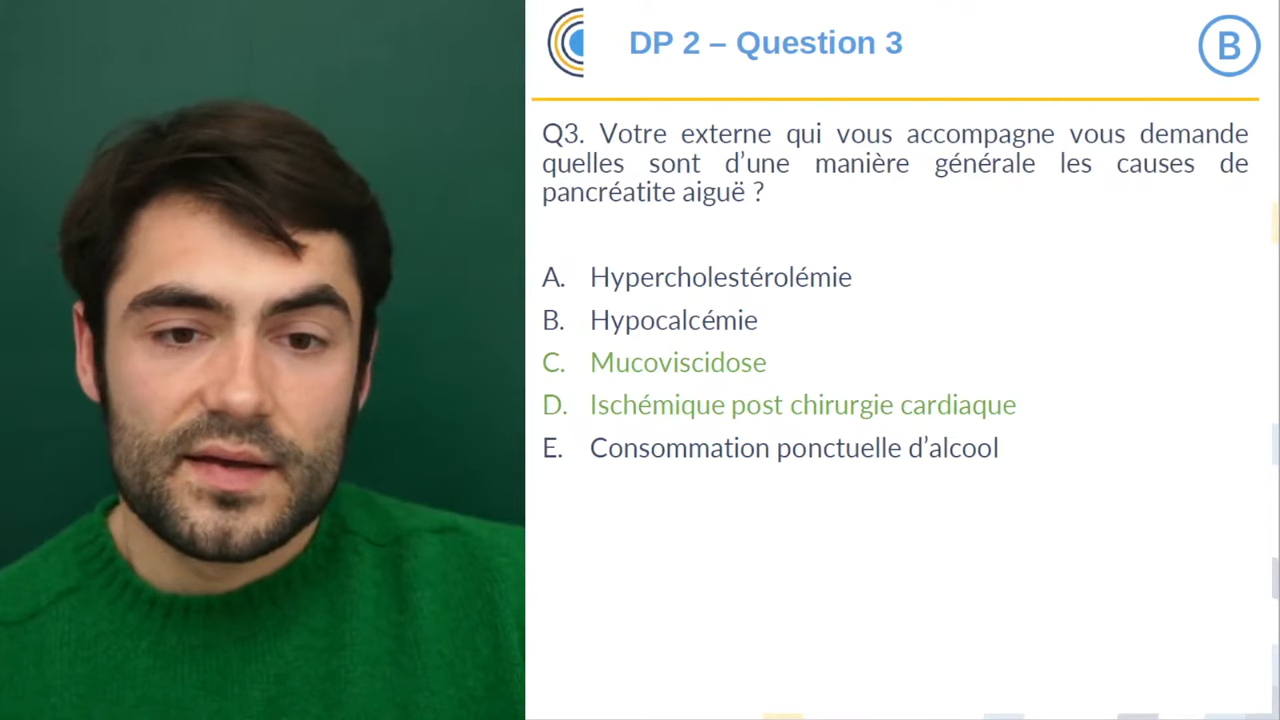 DP 2 – Question 3
B
Q3. Votre externe qui vous accompagne vous demande
quelles sont d’une manière générale les causes de
pancréatite aiguë ?
A. Hypercholestérolémie
B. Hypocalcémie
C. Mucoviscidose
D. Ischémique post chirurgie cardiaque
E. Consommation ponctuelle d’alcool